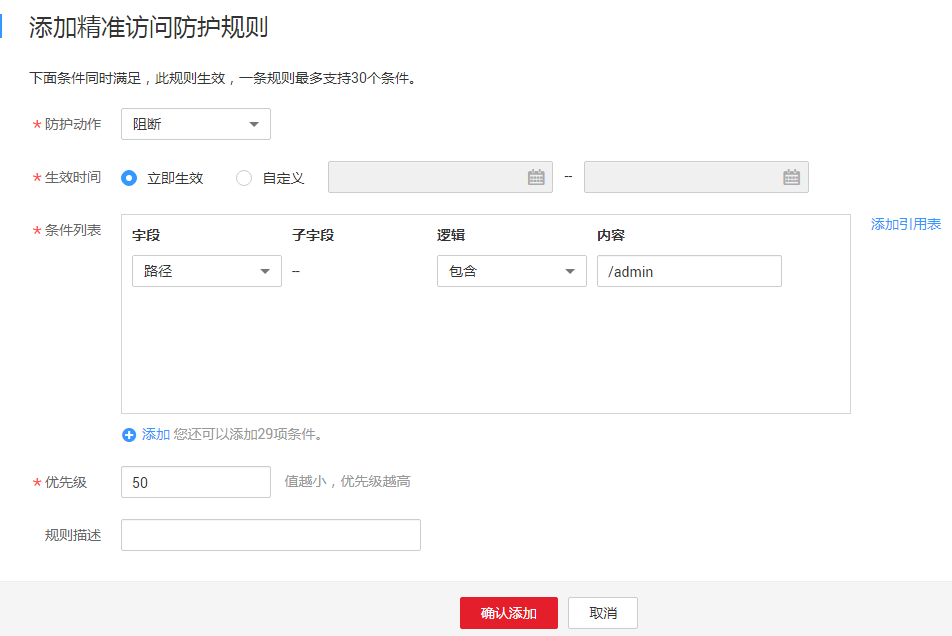 添加精准访问防护规则
下面条件同时满足，此规则生效，一条规则最多支持30个条件。
* 防护动作 阻断
* 生效时间 立即生效 自定义 --
* 条件列表 字段 子字段 逻辑 内容 添加引用表
路径 -- 包含 /admin
添加 您还可以添加29项条件。
* 优先级 50 值越小，优先级越高
规则描述
确认添加 取消